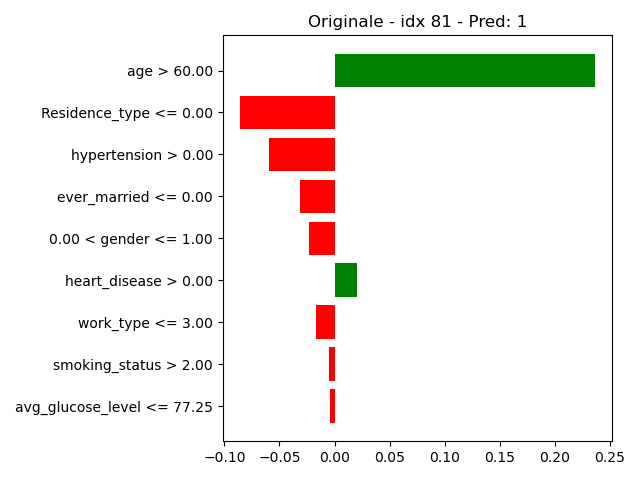 Originale - idx 81 - Pred: 1
age > 60.00
Residence_type <= 0.00
hypertension > 0.00
ever_married <= 0.00
0.00 < gender <= 1.00
heart_disease > 0.00
work_type <= 3.00
smoking_status > 2.00
avg_glucose_level <= 77.25
−0.10 −0.05 0.00 0.05 0.10 0.15 0.20 0.25